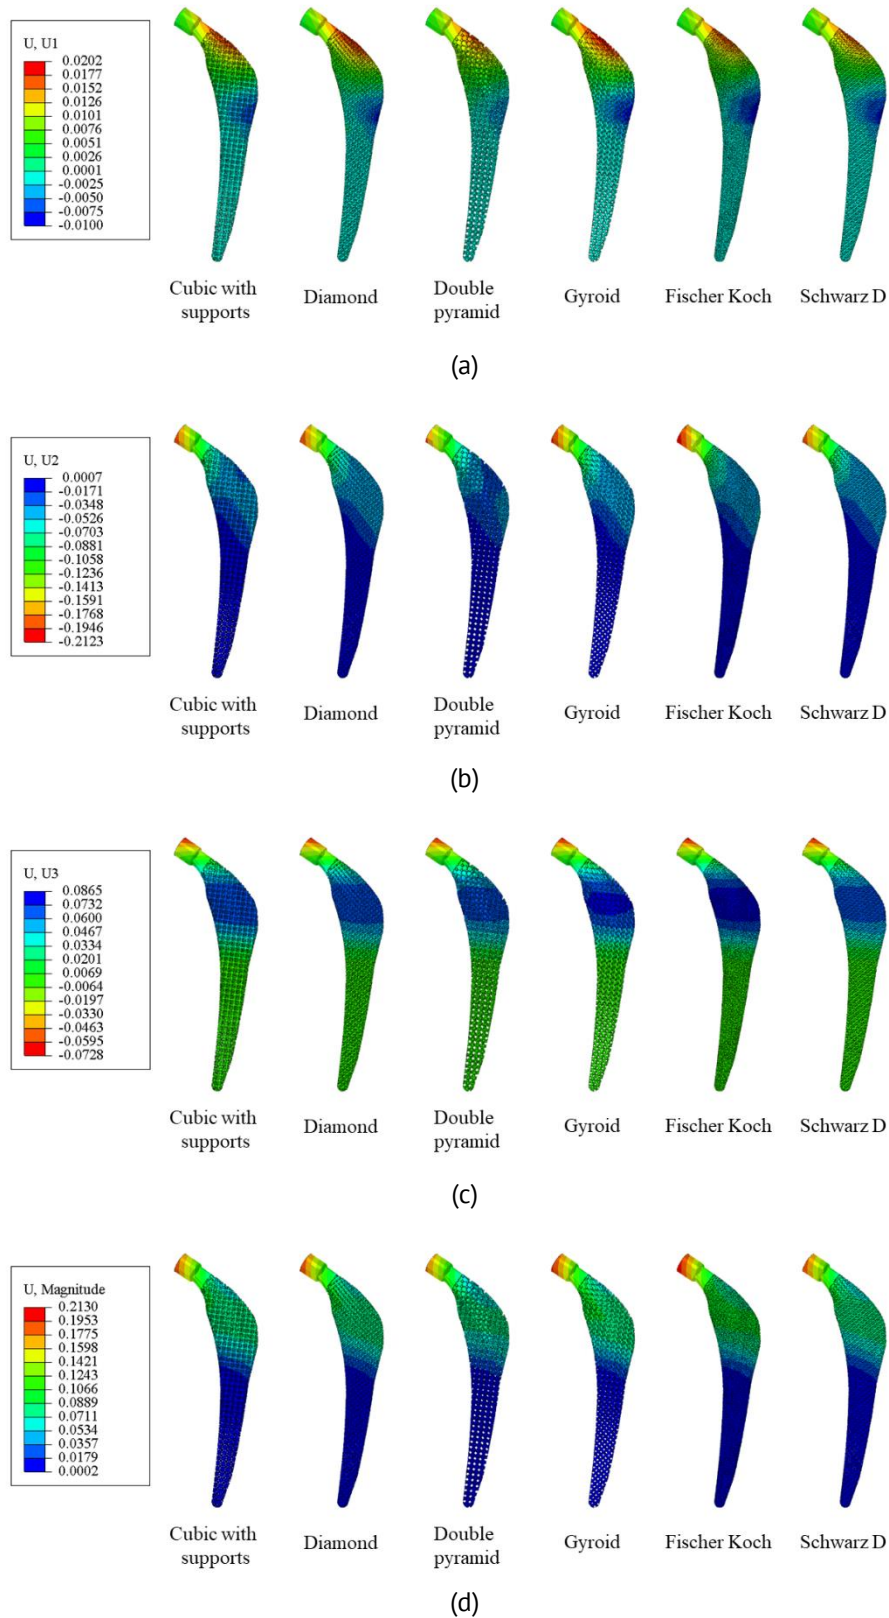 U, U1
0.0202
0.0177
0.0152
0.0126
0.0101
0.0076
0.0051
0.0026
0.0001
-0.0025
-0.0050
-0.0075
-0.0100
Cubic with
supports
Diamond
Double
pyramid
Gyroid
Fischer Koch
Schwarz D
(a)
U, U2
0.0007
-0.0171
-0.0348
-0.0526
-0.0703
-0.0881
-0.1058
-0.1236
-0.1413
-0.1591
-0.1768
-0.1946
-0.2123
Cubic with
supports
Diamond
Double
pyramid
Gyroid
Fischer Koch
Schwarz D
(b)
U, U3
0.0865
0.0732
0.0600
0.0467
0.0334
0.0201
0.0069
-0.0064
-0.0197
-0.0330
-0.0463
-0.0595
-0.0728
Cubic with
supports
Diamond
Double
pyramid
Gyroid
Fischer Koch
Schwarz D
(c)
U, Magnitude
0.2130
0.1953
0.1775
0.1598
0.1421
0.1243
0.1066
0.0889
0.0711
0.0534
0.0357
0.0179
0.0002
Cubic with
supports
Diamond
Double
pyramid
Gyroid
Fischer Koch
Schwarz D
(d)